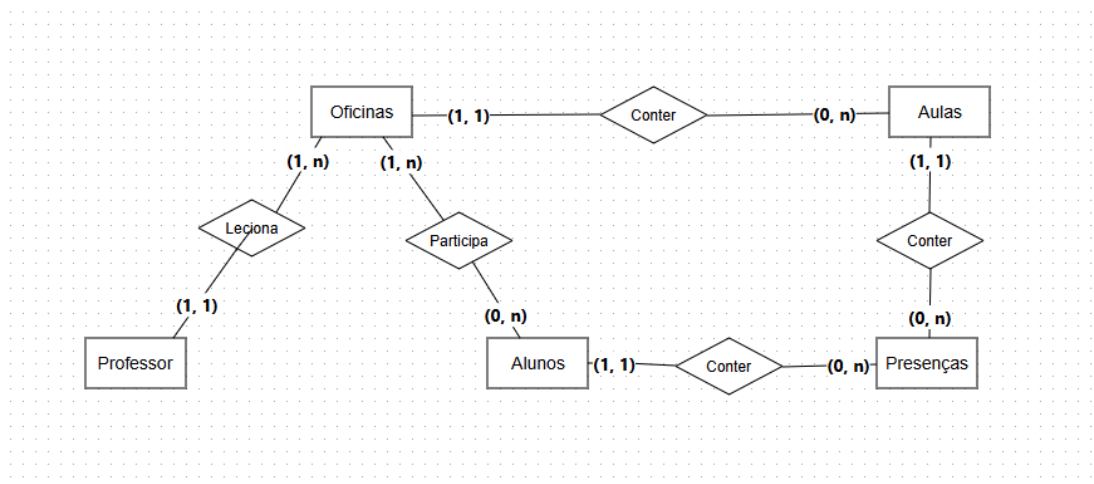 Oficinas
(1, 1)
Conter
(0, n)
Aulas
(1, n)
(1, n)
(1, 1)
Leciona
Participa
Conter
(1, 1)
(0, n)
(0, n)
Professor
Alunos
(1, 1)
Conter
(0, n)
Presenças